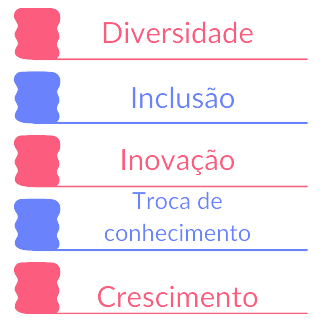 Diversidade
Inclusão
Inovação
Troca de
conhecimento
Crescimento